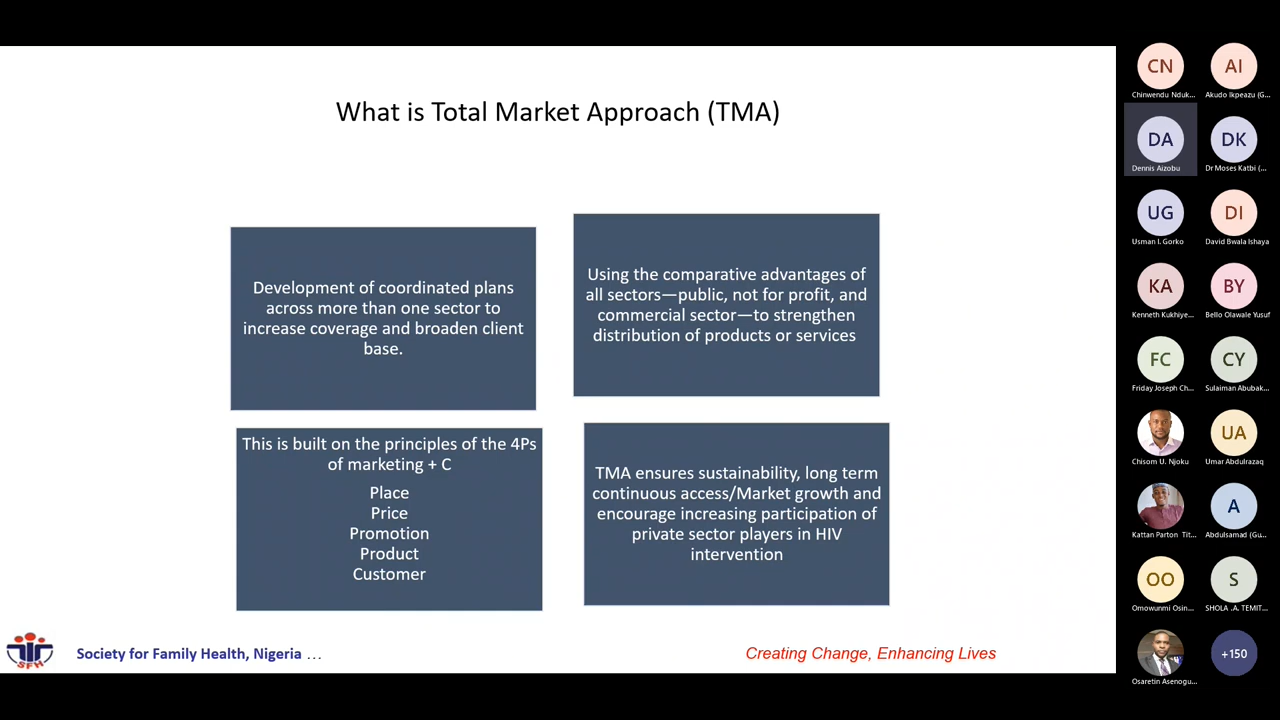 What is Total Market Approach (TMA)
Development of coordinated plans
across more than one sector to
increase coverage and broaden client
base.
Using the comparative advantages of
all sectors—public, not for profit, and
commercial sector—to strengthen
distribution of products or services
This is built on the principles of the 4Ps
of marketing + C
Place
Price
Promotion
Product
Customer
TMA ensures sustainability, long term
continuous access/Market growth and
encourage increasing participation of
private sector players in HIV
intervention
SFH
Society for Family Health, Nigeria ...
Creating Change, Enhancing Lives
CN
Chinwendu Nduk...
AI
Akudo Ikpeazu (G...
DA
Dennis Aizobu
DK
Dr Moses Katbi (...
UG
Usman I. Gorko
DI
David Bwala Ishaya
KA
Kenneth Kukhiye...
BY
Bello Olawale Yusuf
FC
Friday Joseph Ch...
CY
Sulaiman Abubak...
Chisom U. Njoku
UA
Umar Abdulrazaq
Kattan Parton Tit...
A
Abdulsamad (Gu...
OO
Omowunmi Osin...
S
SHOLA .A. TEMIT...
Osaretin Asenogu...
+150